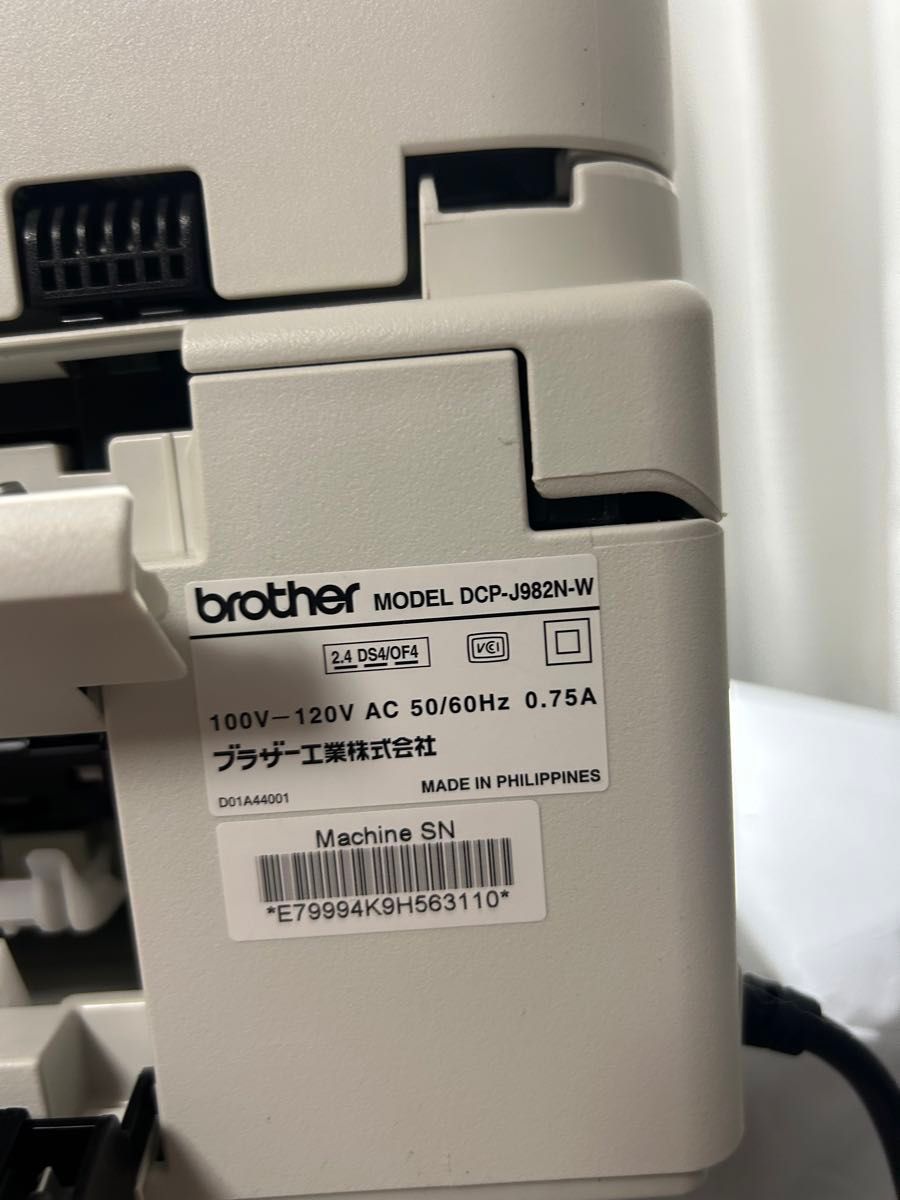 brother MODEL DCP-J982N-W
2.4 DS4/OF4 VCI
100V－120V AC 50/60Hz 0.75A
ブラザー工業株式会社
D01A44001 MADE IN PHILIPPINES
Machine SN
*E79994K9H563110*